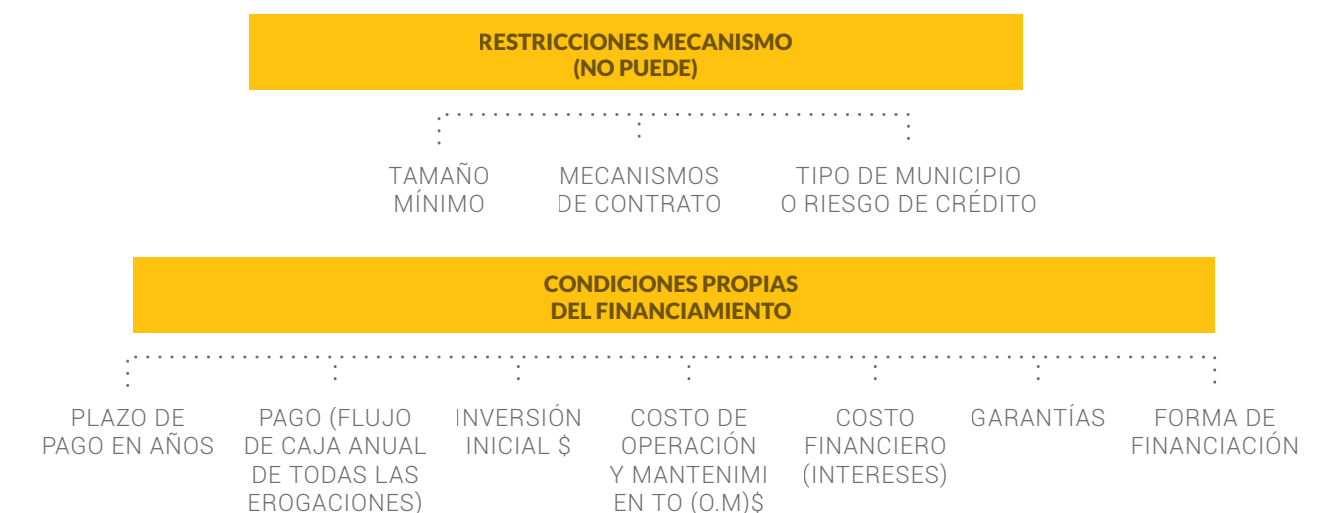 RESTRICCIONES MECANISMO
(NO PUEDE)
TAMAÑO
MÍNIMO
MECANISMOS
DE CONTRATO
TIPO DE MUNICIPIO
O RIESGO DE CRÉDITO
CONDICIONES PROPIAS
DEL FINANCIAMIENTO
PLAZO DE
PAGO EN AÑOS
PAGO (FLUJO
DE CAJA ANUAL
DE TODAS LAS
EROGACIONES)
INVERSIÓN
INICIAL $
COSTO DE
OPERACIÓN
Y MANTENIMI
EN TO (O.M)$
COSTO
FINANCIERO
(INTERESES)
GARANTÍAS
FORMA DE
FINANCIACIÓN